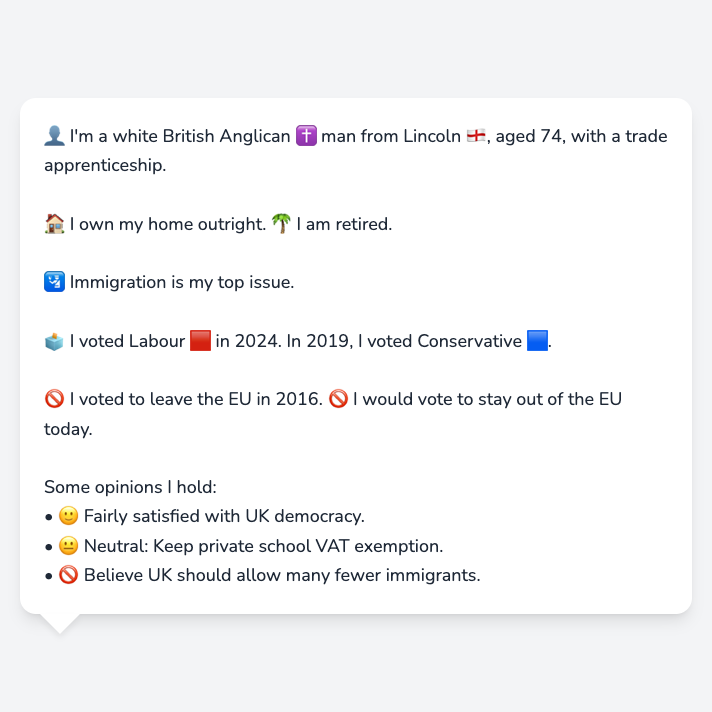 👤 I'm a white British Anglican ✝️ man from Lincoln 🏴󠁧󠁢󠁥󠁮󠁧󠁿, aged 74, with a trade
apprenticeship.
🏠 I own my home outright. 🌴 I am retired.
🛂 Immigration is my top issue.
🗳️ I voted Labour 🟥 in 2024. In 2019, I voted Conservative 🟦.
🚫 I voted to leave the EU in 2016. 🚫 I would vote to stay out of the EU
today.
Some opinions I hold:
• 🙂 Fairly satisfied with UK democracy.
• 😐 Neutral: Keep private school VAT exemption.
• 🚫 Believe UK should allow many fewer immigrants.